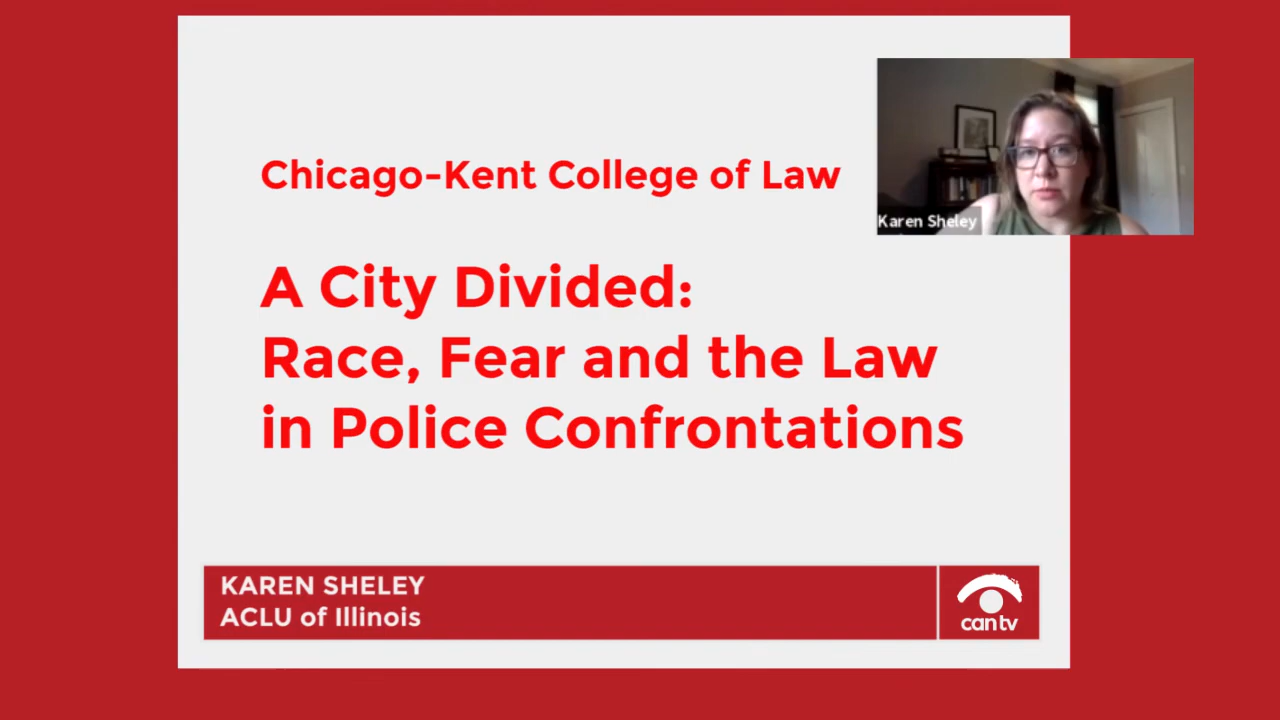 Chicago-Kent College of Law
Karen Sheley
A City Divided:
Race, Fear and the Law
in Police Confrontations
KAREN SHELEY
ACLU of Illinois
cantv